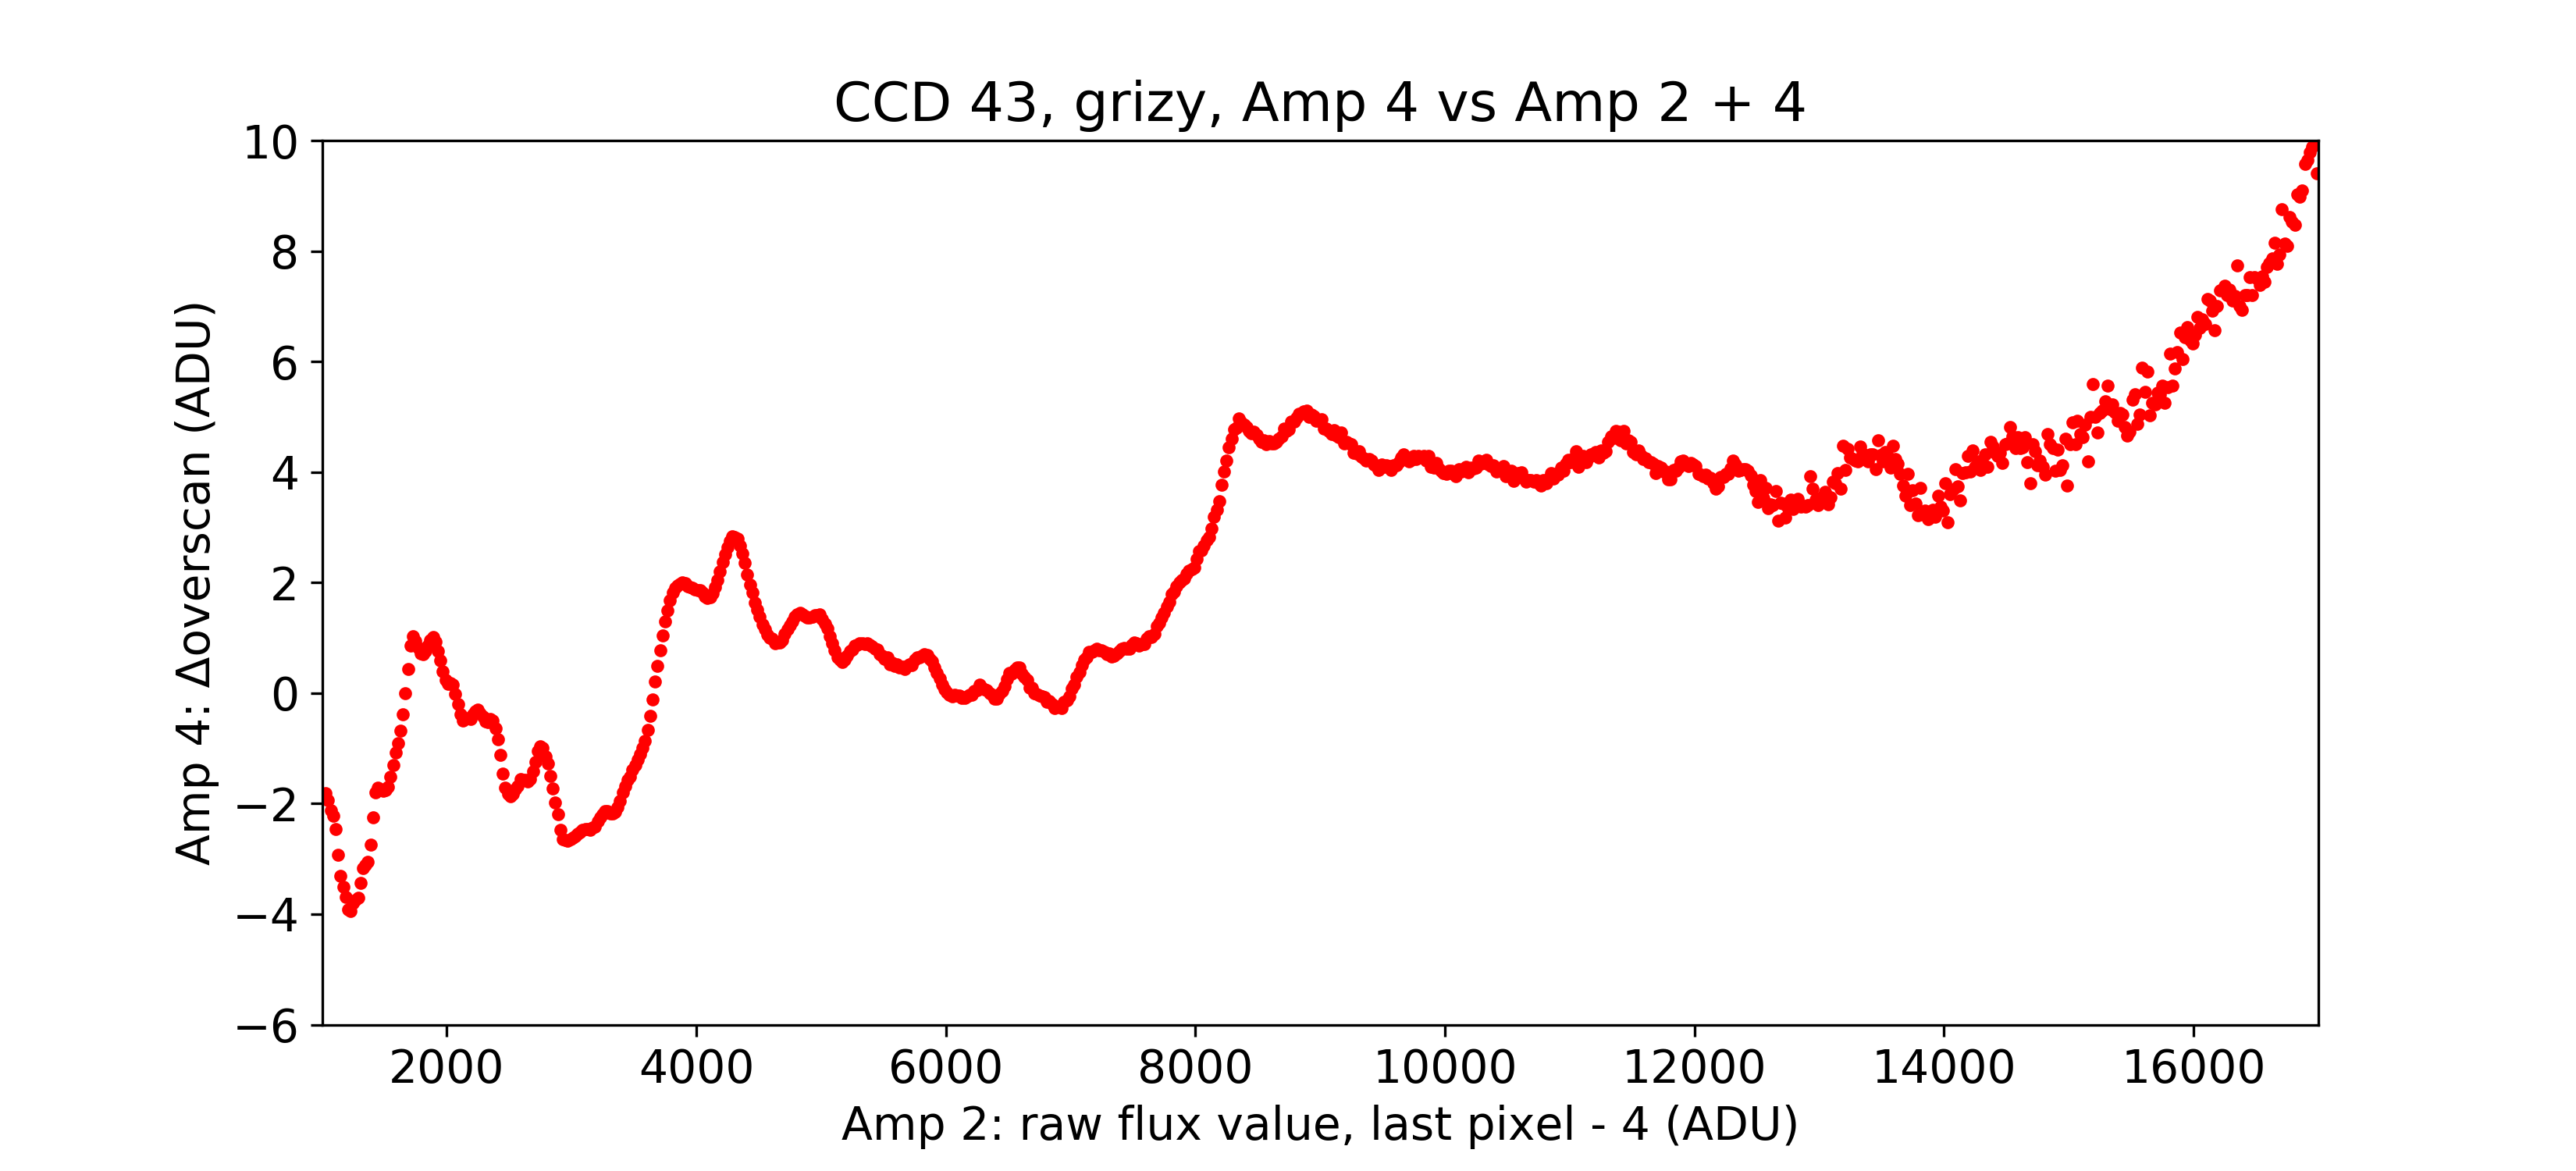 CCD 43, grizy, Amp 4 vs Amp 2 + 4
10
8
6
4
2
0
−2
−4
−6
Amp 4: Δoverscan (ADU)
2000 4000 6000 8000 10000 12000 14000 16000
Amp 2: raw flux value, last pixel - 4 (ADU)